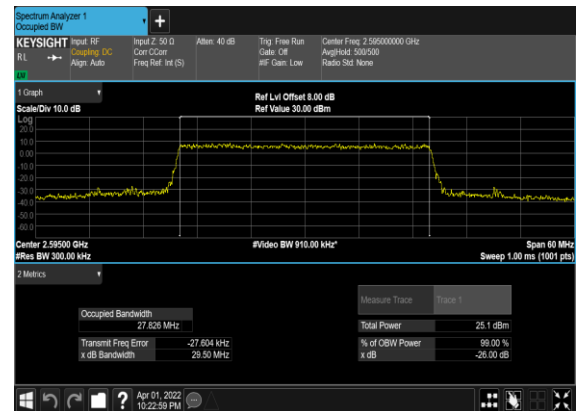 Spectrum Analyzer 1
Occupied BW
KEYSIGHT Input: RF Input Z: 50 Ω Atten: 40 dB Trig: Free Run Center Freq: 2.595000000 GHz
RL Coupling: DC Corr CCorr Gate: Off Avg|Hold: 500/500
Align: Auto Freq Ref: Int (S) #IF Gain: Low Radio Std: None
1 Graph
Ref Lvl Offset 8.00 dB
Scale/Div 10.0 dB Ref Value 30.00 dBm
Log
20.0
10.0
0.00
-10.0
-20.0
-30.0
-40.0
-50.0
-60.0
Center 2.59500 GHz #Video BW 910.00 kHz* Span 60 MHz
#Res BW 300.00 kHz Sweep 1.00 ms (1001 pts)
2 Metrics
Measure Trace Trace 1
Occupied Bandwidth
27.826 MHz Total Power 25.1 dBm
Transmit Freq Error -27.604 kHz % of OBW Power 99.00 %
x dB Bandwidth 29.50 MHz x dB -26.00 dB
? Apr 01, 2022
10:22:59 PM